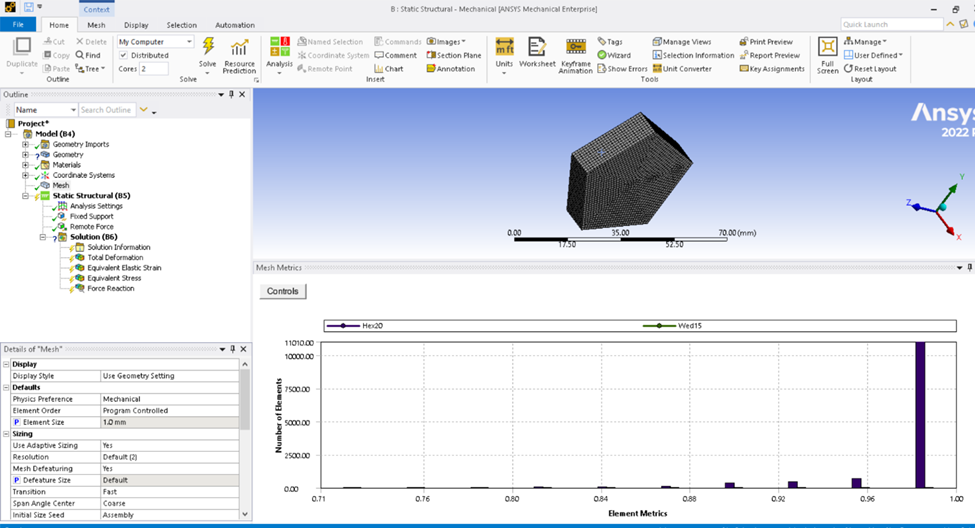 Context
B : Static Structural - Mechanical [ANSYS Mechanical Enterprise]
File Home Mesh Display Selection Automation Quick Launch
Cut Delete My Computer Named Selection Commands Images Tags Manage Views Print Preview Manage
Duplicate Copy Find Distributed Solve Resource Prediction Analysis Coordinate System Comment Section Plane Units Worksheet Keyframe Animation Wizard Selection Information Report Preview Full Screen User Defined
Paste Tree Cores 2 Remote Point Chart Annotation Show Errors Unit Converter Key Assignments Reset Layout
Outline Solve Insert Tools Layout
Outline
Name Search Outline
Project*
Model (B4)
Geometry Imports
Geometry
Materials
Coordinate Systems
Mesh
Static Structural (B5)
Analysis Settings
Fixed Support
Remote Force
Solution (B6)
Solution Information
Total Deformation
Equivalent Elastic Strain
Equivalent Stress
Force Reaction
Ansys
2022
Y
Z
X
0.00 35.00 70.00 (mm)
17.50 52.50
Details of "Mesh"
Display
Display Style Use Geometry Setting
Defaults
Physics Preference Mechanical
Element Order Program Controlled
P Element Size 1.0 mm
Sizing
Use Adaptive Sizing Yes
Resolution Default (2)
Mesh Defeaturing Yes
P Defeature Size Default
Transition Fast
Span Angle Center Coarse
Initial Size Seed Assembly
Mesh Metrics
Controls
Hex20 Wed15
11010.00
10000.00
7500.00
5000.00
2500.00
0.00
Number of Elements
0.71 0.76 0.80 0.84 0.88 0.92 0.96 1.00
Element Metrics